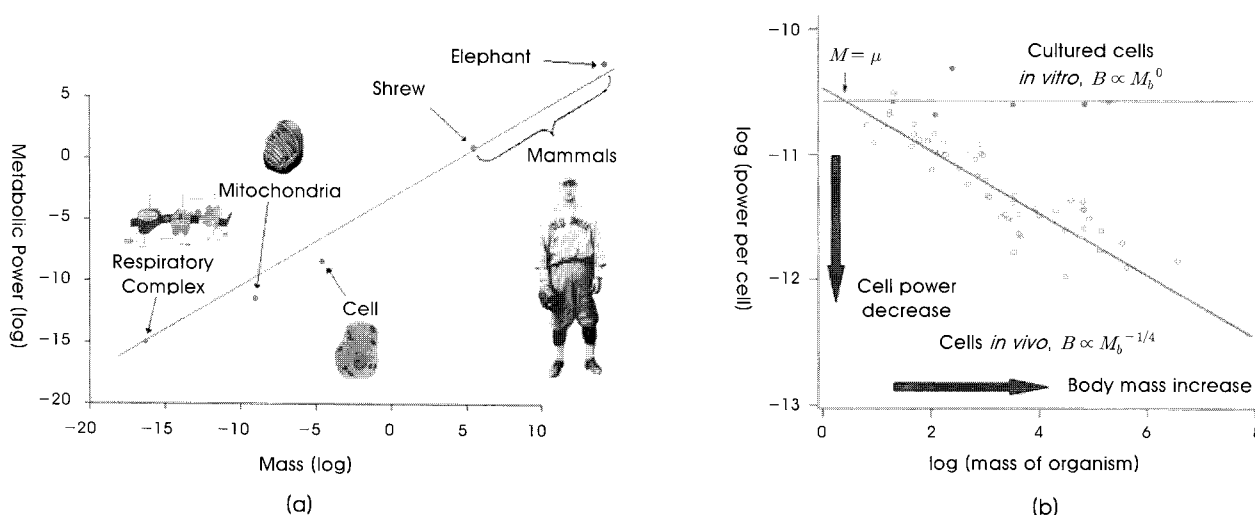 Metabolic Power (log)
5
0
−5
−10
−15
−20
−20
−15
−10
−5
0
5
10
Mass (log)
Elephant
Shrew
Mammals
Mitochondria
Respiratory
Complex
Cell
(a)
log (power per
cell)
−10
−11
−12
−13
0
2
4
6
8
log (mass of organism)
M = μ
Cultured cells
in vitro, B ∝ M_b^0
Cell power
decrease
Cells in vivo, B ∝ M_b^−1/4
Body mass increase
(b)